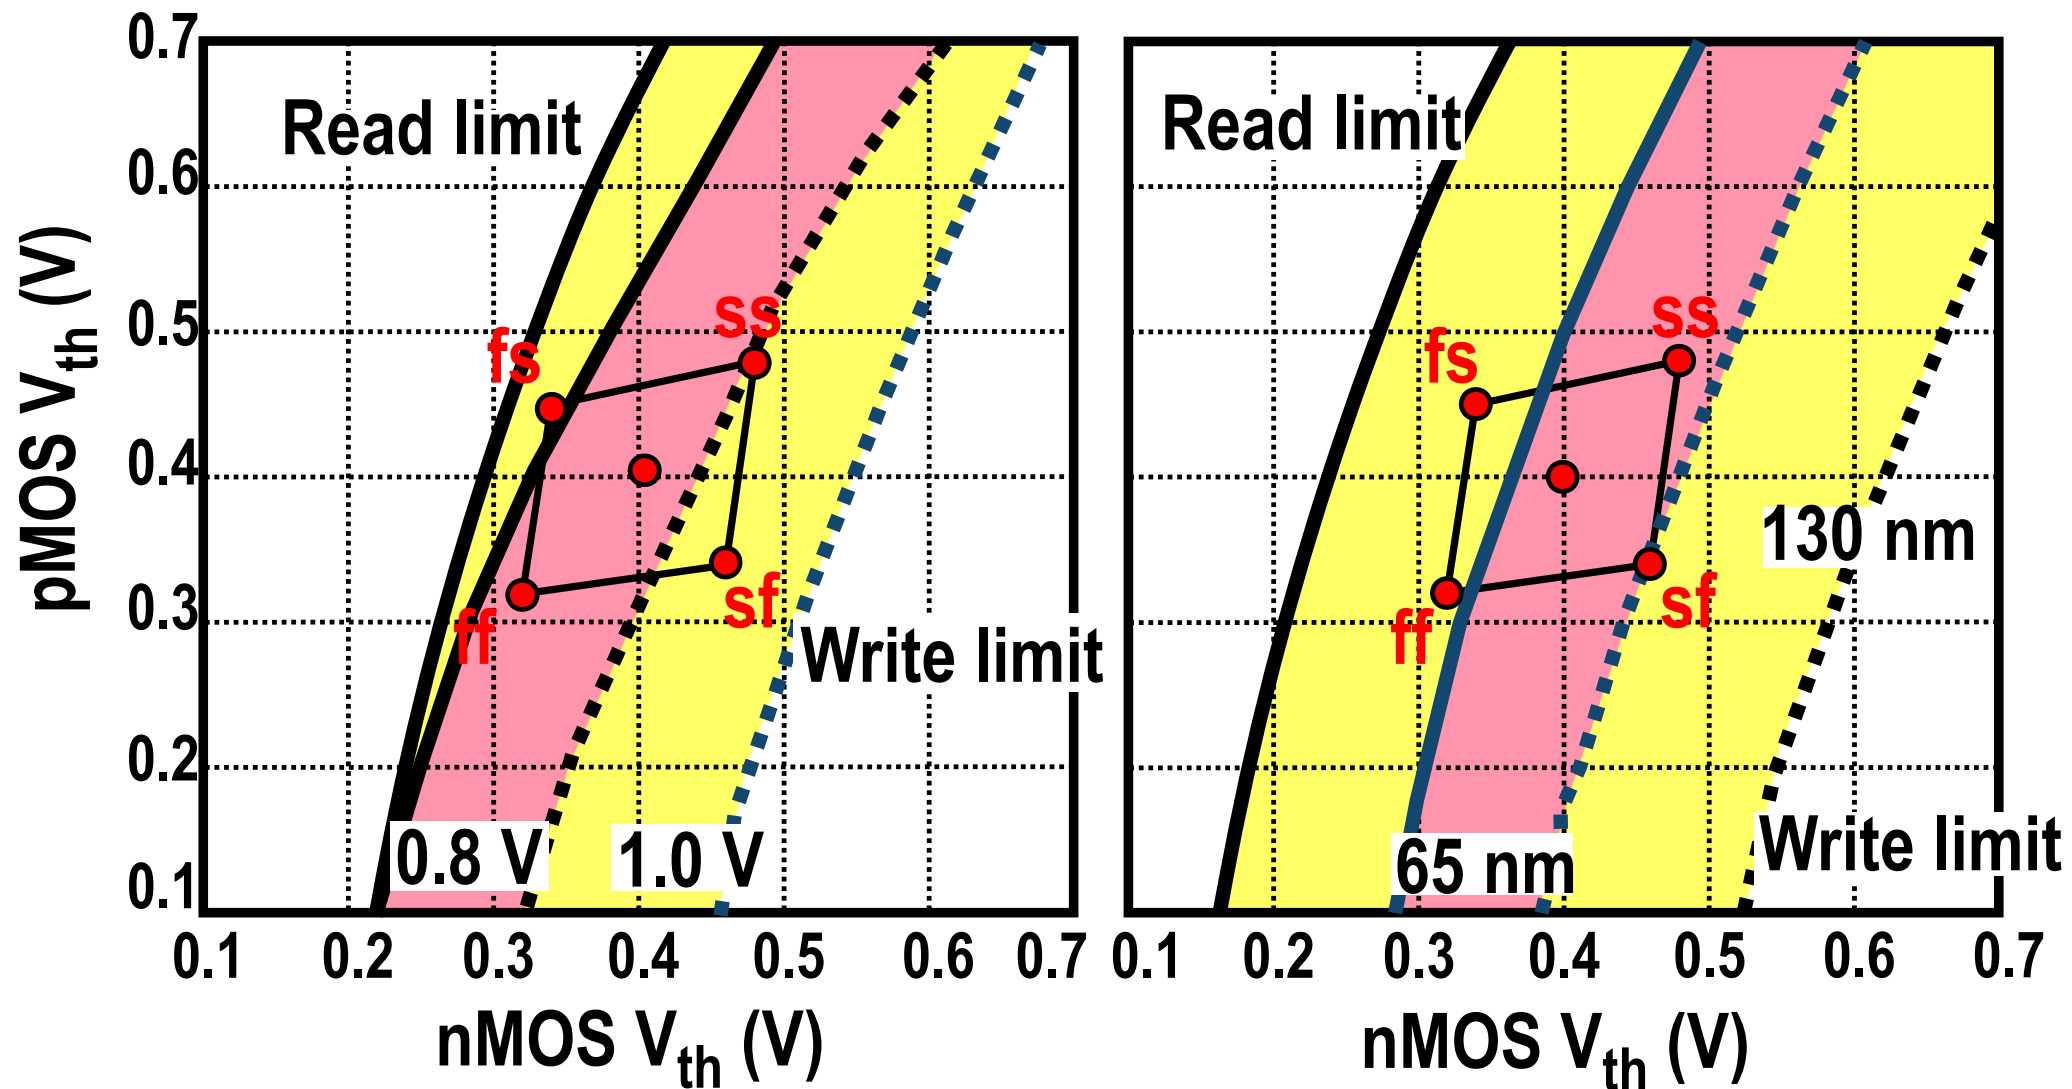 0.7
0.6
0.5
0.4
0.3
0.2
0.1
pMOS Vth (V)
Read limit
fs
ss
ff
sf
Write limit
0.8 V
1.0 V
0.1
0.2
0.3
0.4
0.5
0.6
0.7
nMOS Vth (V)
Read limit
fs
ss
ff
sf
130 nm
65 nm
Write limit
0.1
0.2
0.3
0.4
0.5
0.6
0.7
nMOS Vth (V)